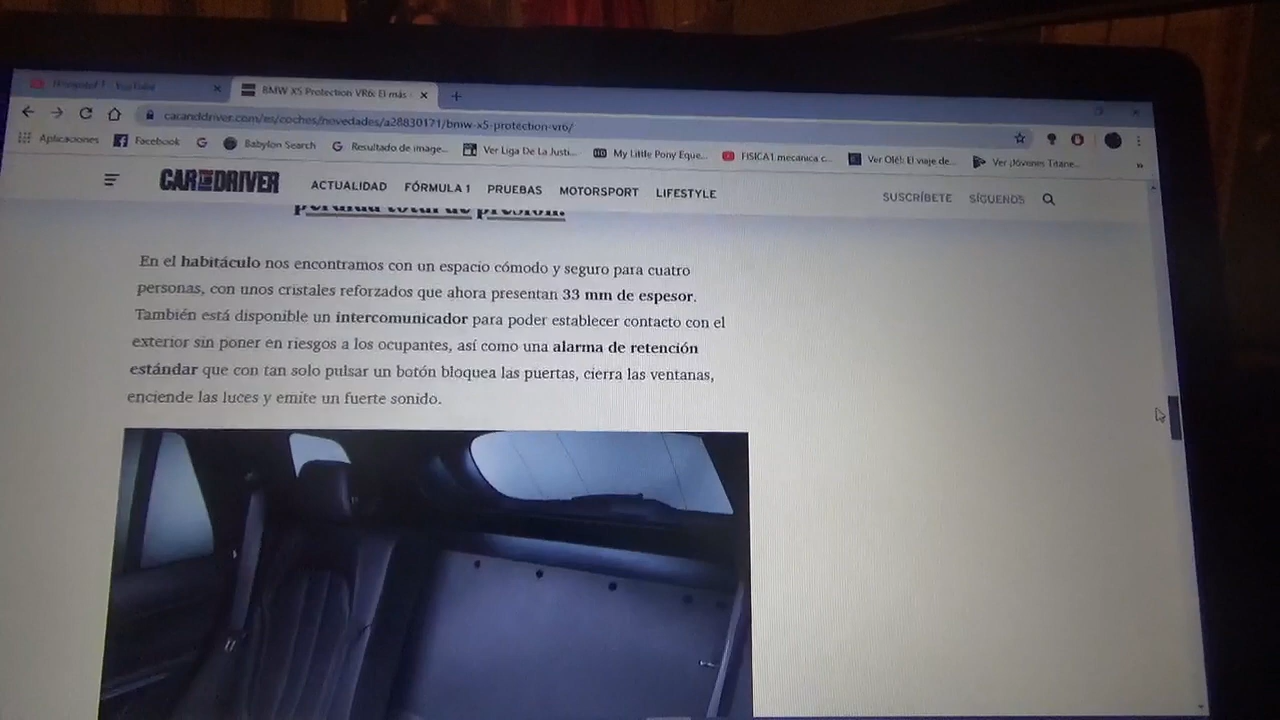 BMW X5 Protection VR6: El más
caranddriver.com/es/coches/novedades/a28830171/bmw-x5-protection-vr6/
Aplicaciones Facebook Babylon Search Resultado de image... Ver Liga De La Justi... My Little Pony Eque... FISICA1 mecanica c... Ver Olé!: El viaje de... Ver ¡Jóvenes Titane...
CAR AND DRIVER ACTUALIDAD FÓRMULA 1 PRUEBAS MOTORSPORT LIFESTYLE SUSCRÍBETE SÍGUENOS
pérdida total de presión.
En el habitáculo nos encontramos con un espacio cómodo y seguro para cuatro
personas, con unos cristales reforzados que ahora presentan 33 mm de espesor.
También está disponible un intercomunicador para poder establecer contacto con el
exterior sin poner en riesgos a los ocupantes, así como una alarma de retención
estándar que con tan solo pulsar un botón bloquea las puertas, cierra las ventanas,
enciende las luces y emite un fuerte sonido.